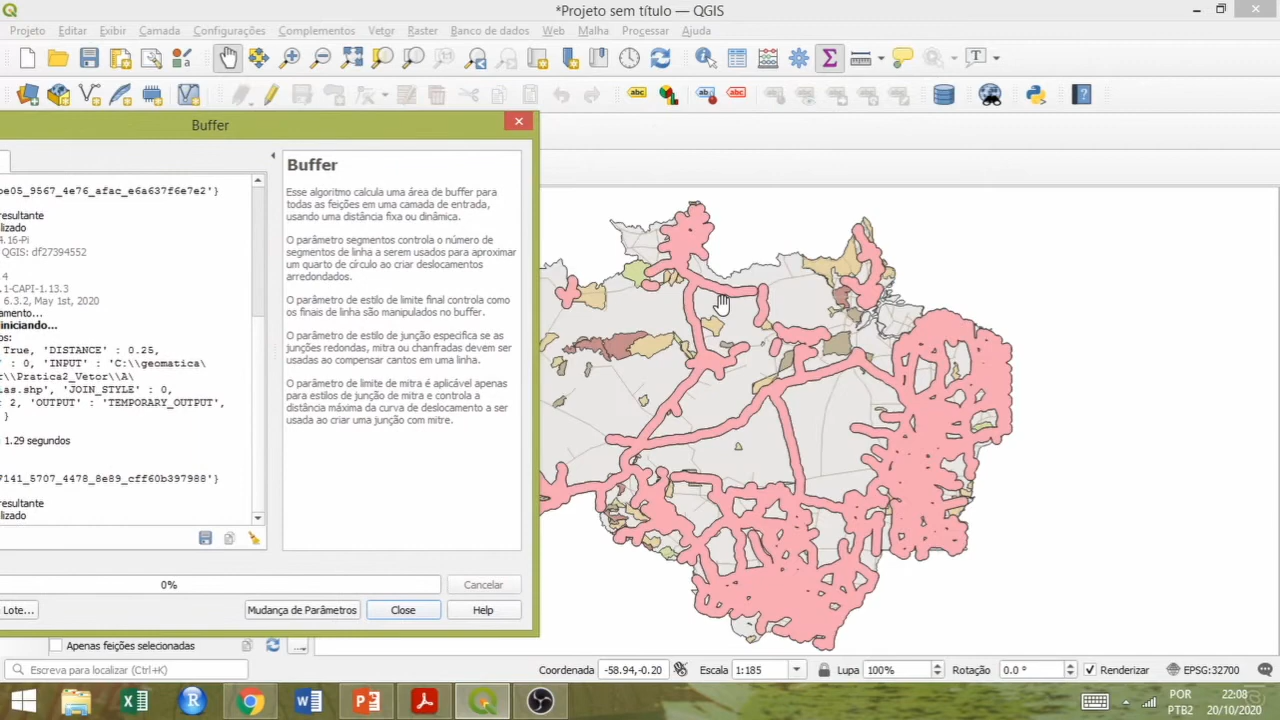 *Projeto sem título — QGIS
Projeto Editar Exibir Camada Configurações Complementos Vetor Raster Banco de dados Web Malha Processar Ajuda
Buffer
Buffer
Esse algoritmo calcula uma área de buffer para
todas as feições em uma camada de entrada,
usando uma distância fixa ou dinâmica.
O parâmetro segmentos controla o número de
segmentos de linha a serem usados para aproximar
um quarto de círculo ao criar deslocamentos
arredondados.
O parâmetro de estilo de limite final controla como
os finais de linha são manipulados no buffer.
O parâmetro de estilo de junção especifica se as
junções redondas, mitra ou chanfradas devem ser
usadas ao compensar cantos em uma linha.
O parâmetro de limite de mitra é aplicável apenas
para estilos de junção de mitra e controla a
distância máxima da curva de deslocamento a ser
usada ao criar uma junção com mitre.
be05_9567_4e76_afac_e6a637f6e7e2'}
resultante
alizado
4.16-Pi
QGIS: df27394552
.4
.1-CAPI-1.13.3
6.3.2, May 1st, 2020
amento...
iniciando...
os:
True, 'DISTANCE' : 0.25,
: 0, 'INPUT' : 'C:\\geomatica\
r\\Pratica2_Vetor\\A\
ias.shp', 'JOIN_STYLE' : 0,
: 2, 'OUTPUT' : 'TEMPORARY_OUTPUT',
}
1.29 segundos
7141_5707_4478_8e89_cff60b397988'}
resultante
alizado
0%
Cancelar
Lote... Mudança de Parâmetros Close Help
Apenas feições selecionadas
Escreva para localizar (Ctrl+K) Coordenada -58.94,-0.20 Escala 1:185 Lupa 100% Rotação 0.0 ° Renderizar EPSG:32700
POR 22:08
PTB2 20/10/2020